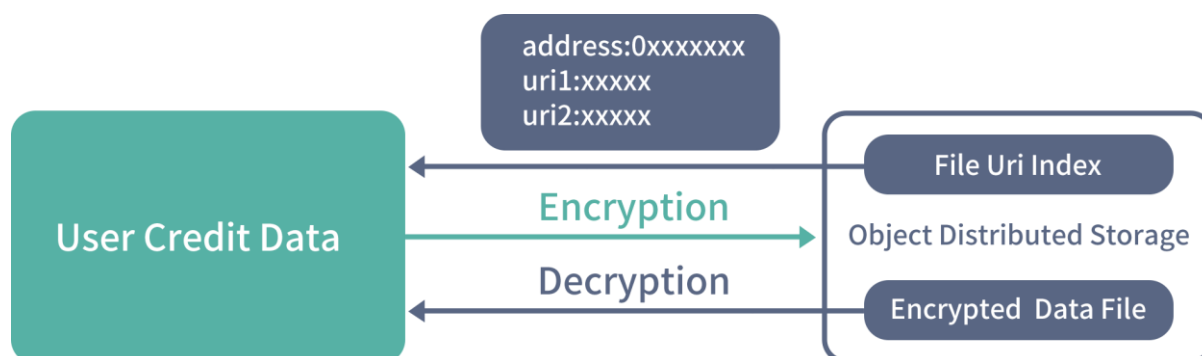 address:0xxxxxxx
uri1:xxxxx
uri2:xxxxx
File Uri Index
Encryption
User Credit Data
Object Distributed Storage
Decryption
Encrypted Data File